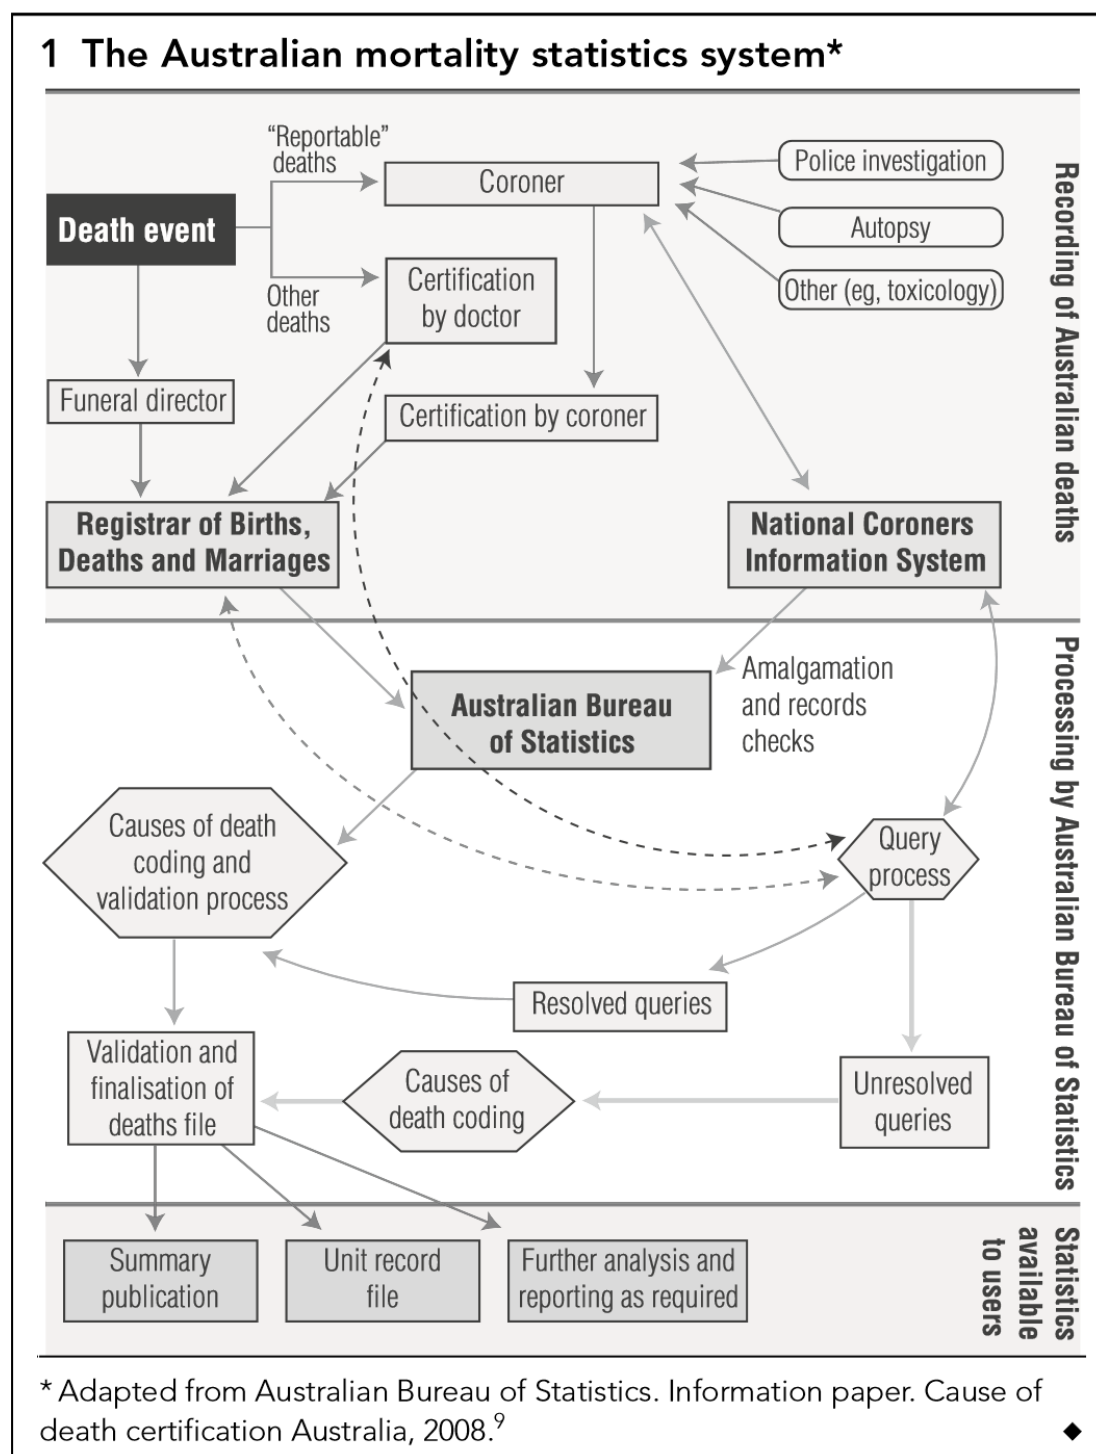 1 The Australian mortality statistics system*
"Reportable"
deaths
Coroner
Police investigation
Autopsy
Other (eg, toxicology)
Death event
Other
deaths
Certification
by doctor
Funeral director
Certification by coroner
Registrar of Births,
Deaths and Marriages
National Coroners
Information System
Recording of Australian deaths
Australian Bureau
of Statistics
Amalgamation
and records
checks
Causes of death
coding and
validation process
Query
process
Resolved queries
Validation and
finalisation of
deaths file
Causes of
death coding
Unresolved
queries
Processing by Australian Bureau of Statistics
Summary
publication
Unit record
file
Further analysis and
reporting as required
Statistics
available
to users
* Adapted from Australian Bureau of Statistics. Information paper. Cause of
death certification Australia, 2008.⁹